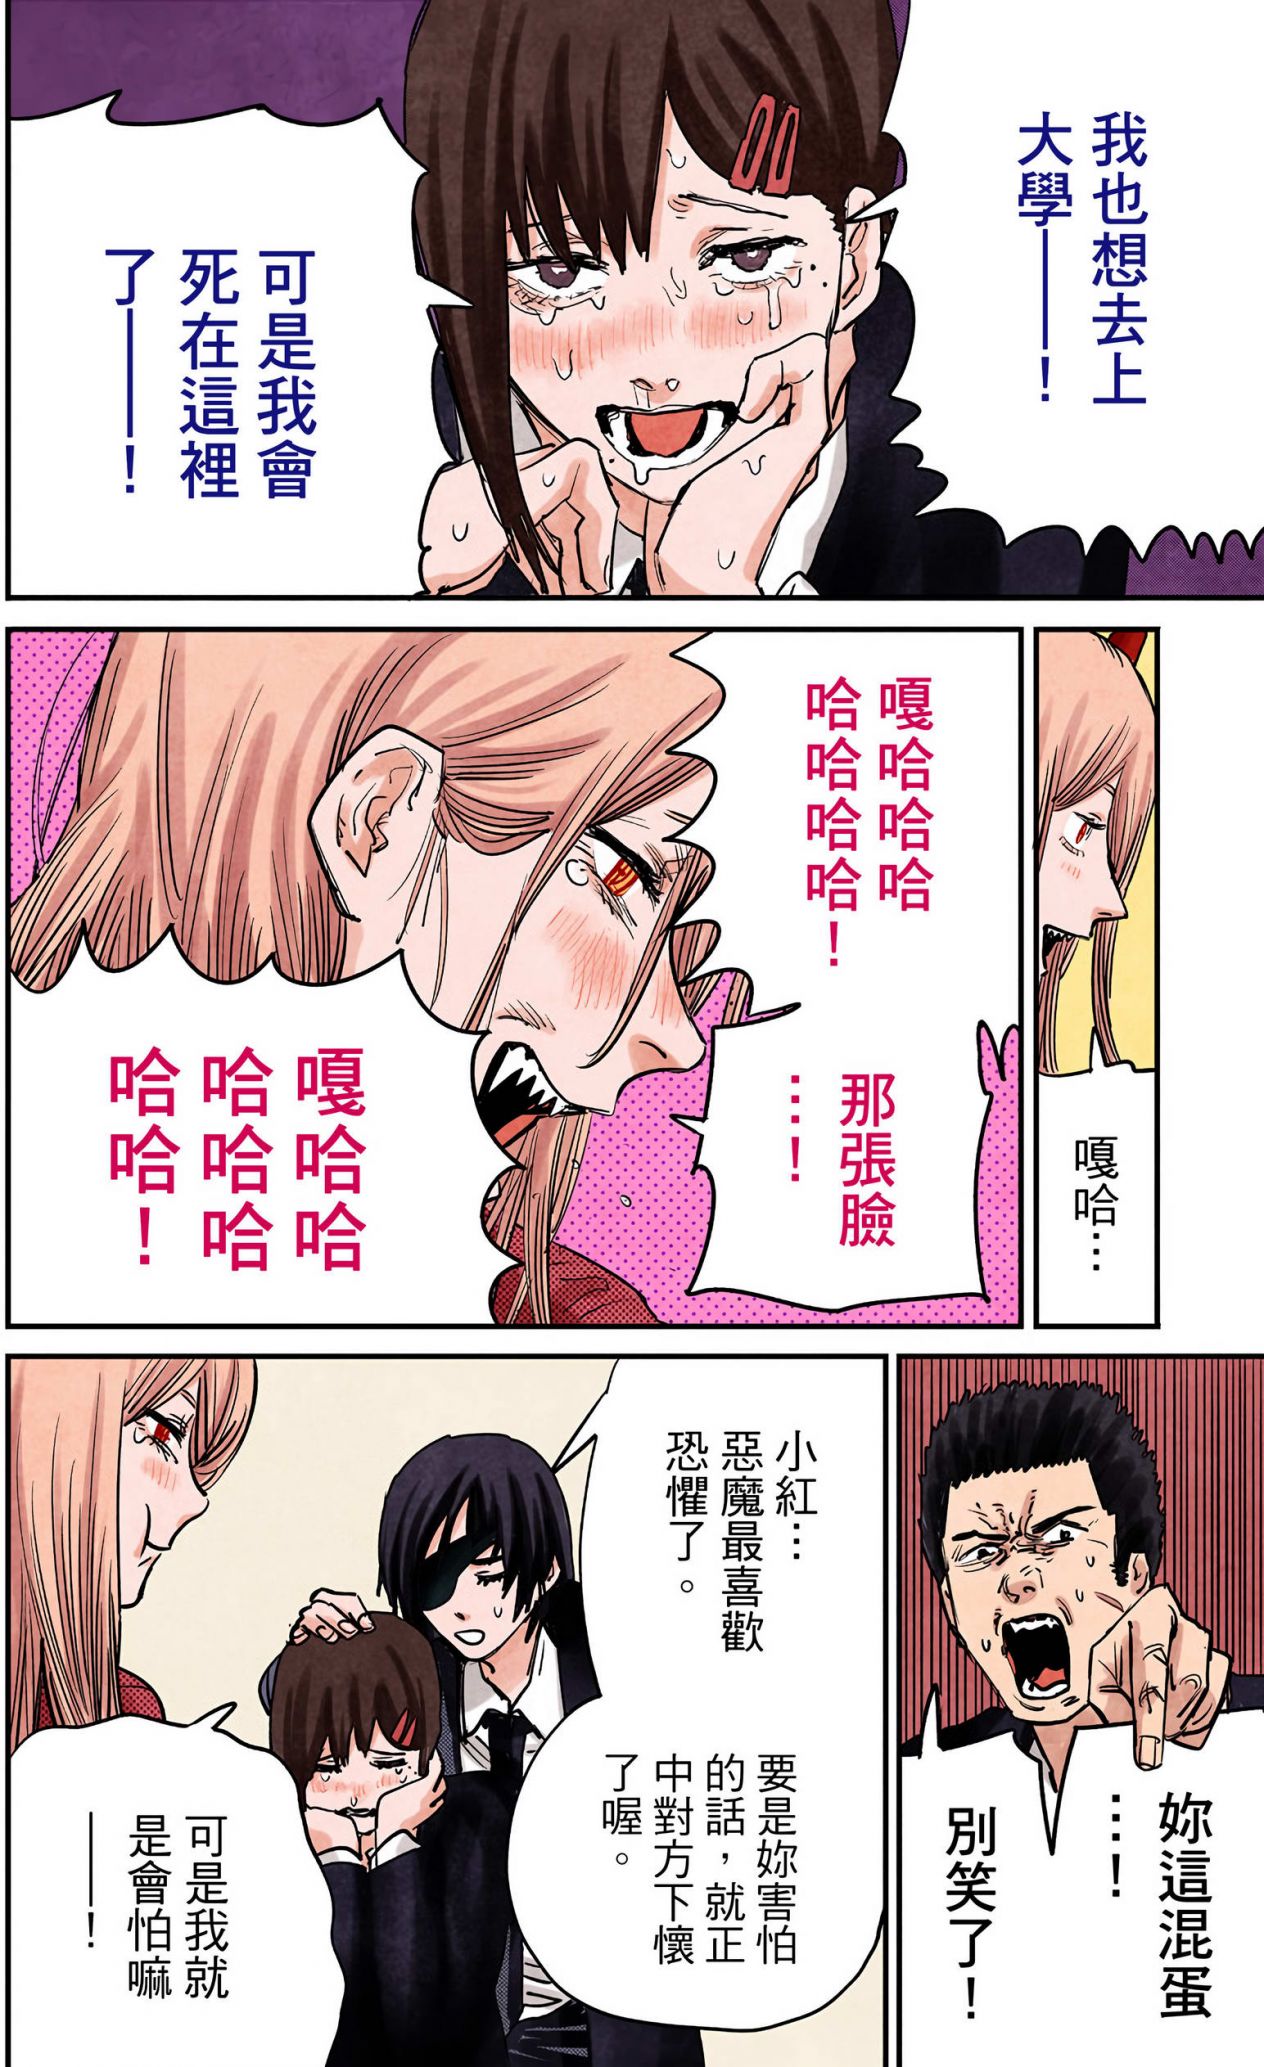 我也想去上
大學——！
可是我會
死在這裡
了——！
嘎哈…
嘎哈哈哈
哈哈哈哈！
那張臉
…！
嘎哈哈
哈哈哈
哈哈！
妳這混蛋
…！
別笑了！
小紅…
惡魔最喜歡
恐懼了。
要是妳害怕
的話，就正
中對方下懷
了喔。
可是我就
是會怕嘛
——！